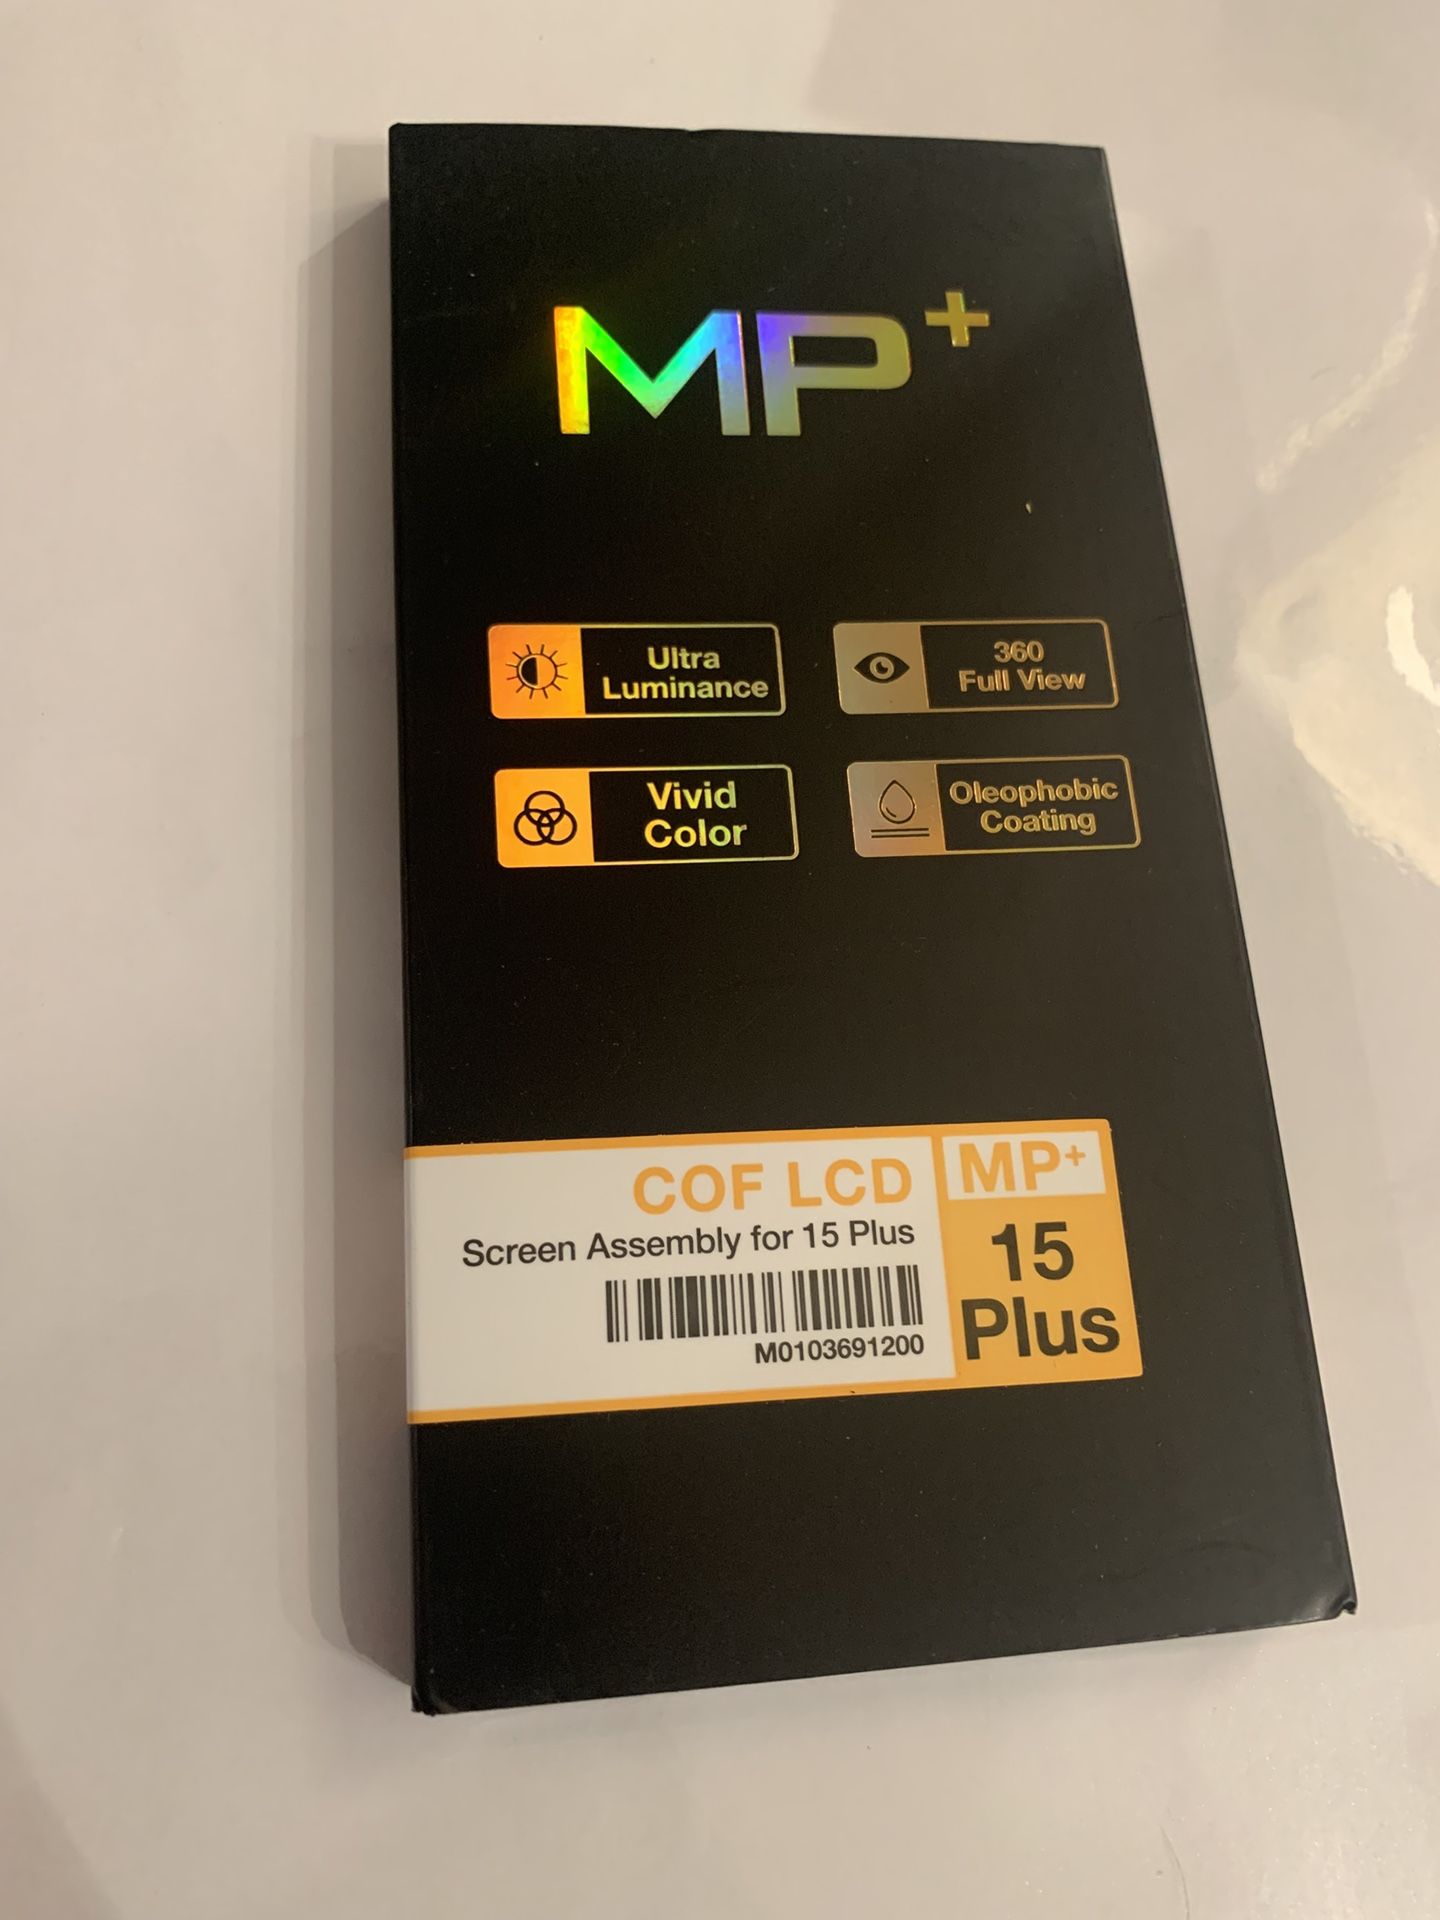 MP+
Ultra
Luminance
360
Full View
Vivid
Color
Oleophobic
Coating
COF LCD
Screen Assembly for 15 Plus
M0103691200
MP+
15
Plus